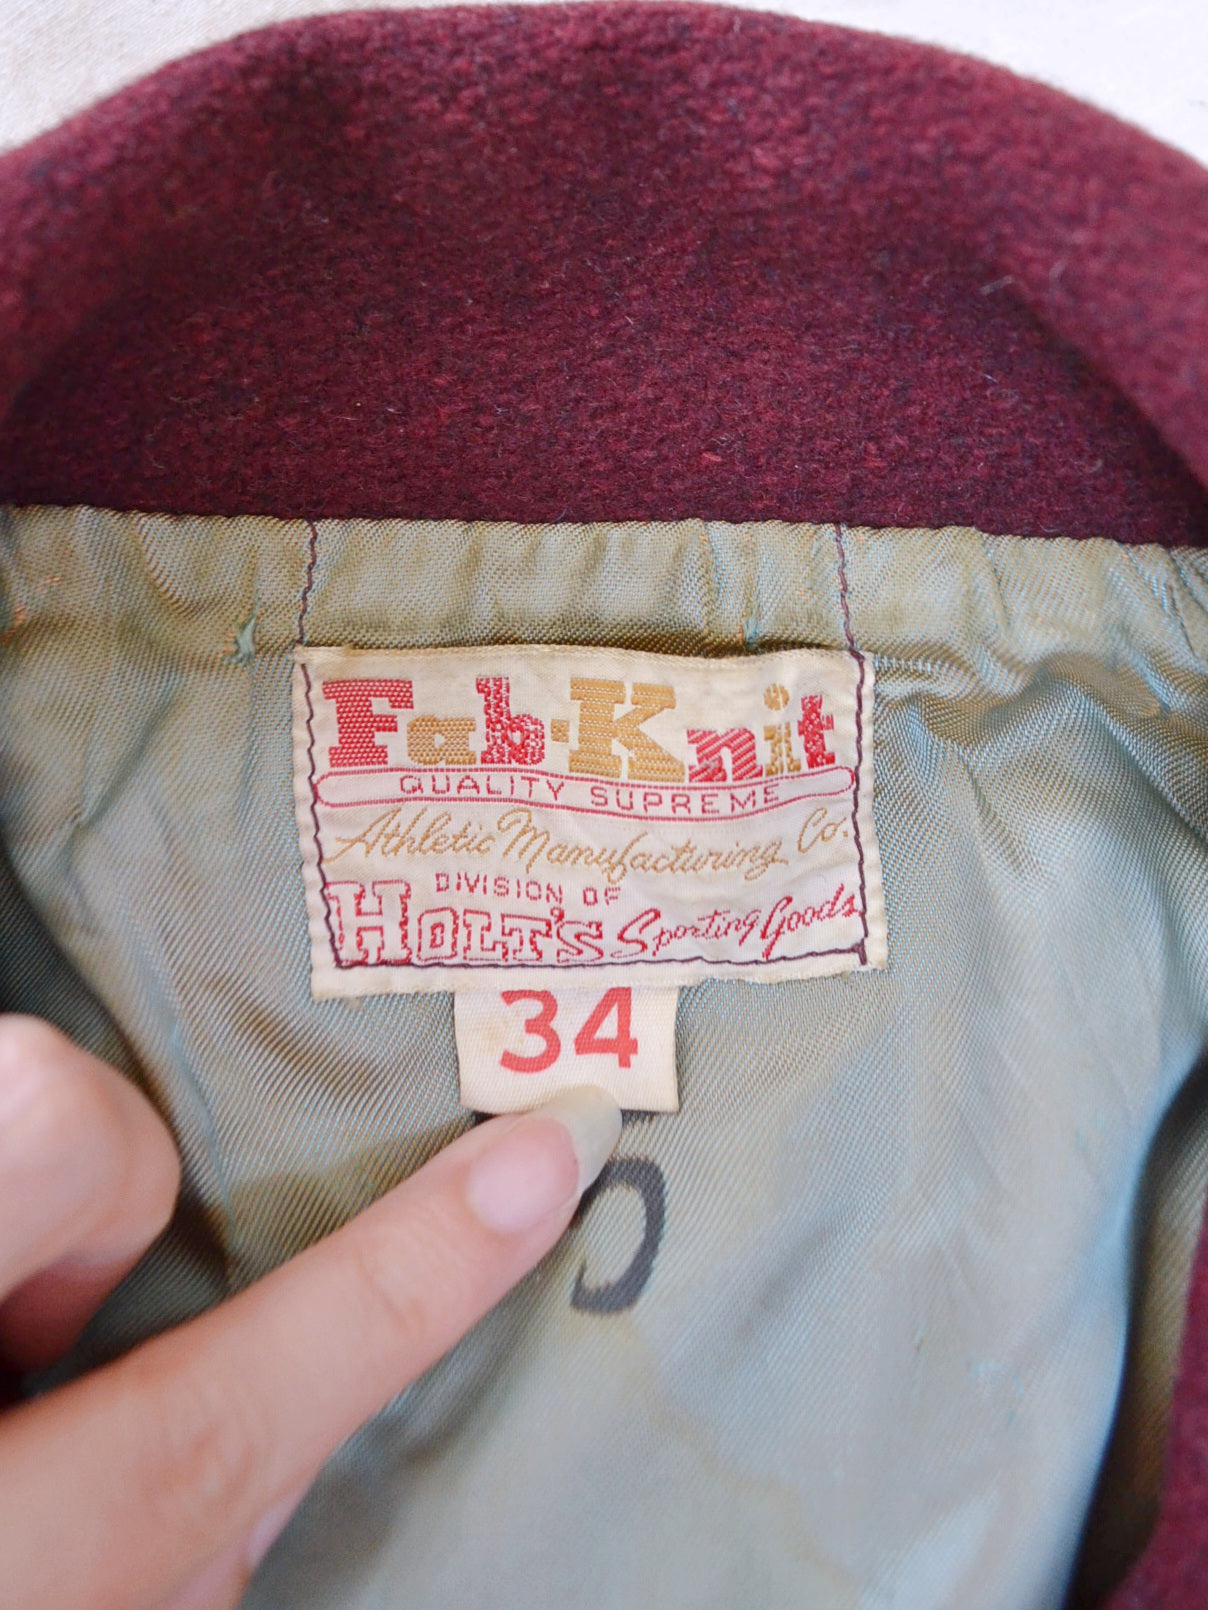 Fab-Knit
QUALITY SUPREME
Athletic Manufacturing Co.
DIVISION OF
HOLT'S Sporting Goods
34